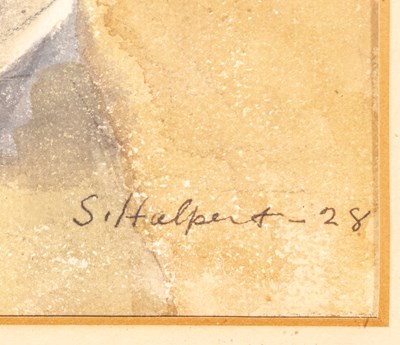 S. Halpert - 28